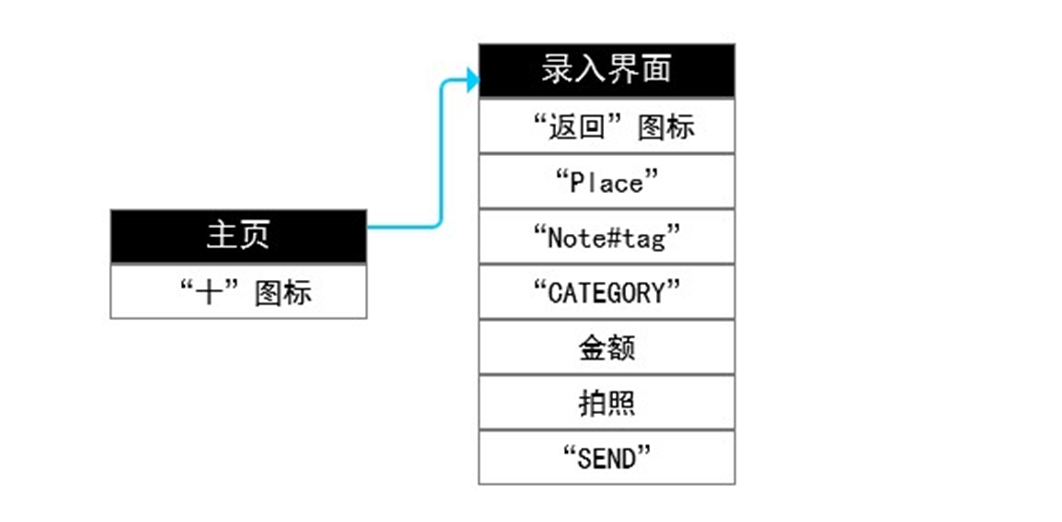 录入界面
“返回”图标
“Place”
“Note#tag”
主页
“CATEGORY”
“十”图标
金额
拍照
“SEND”